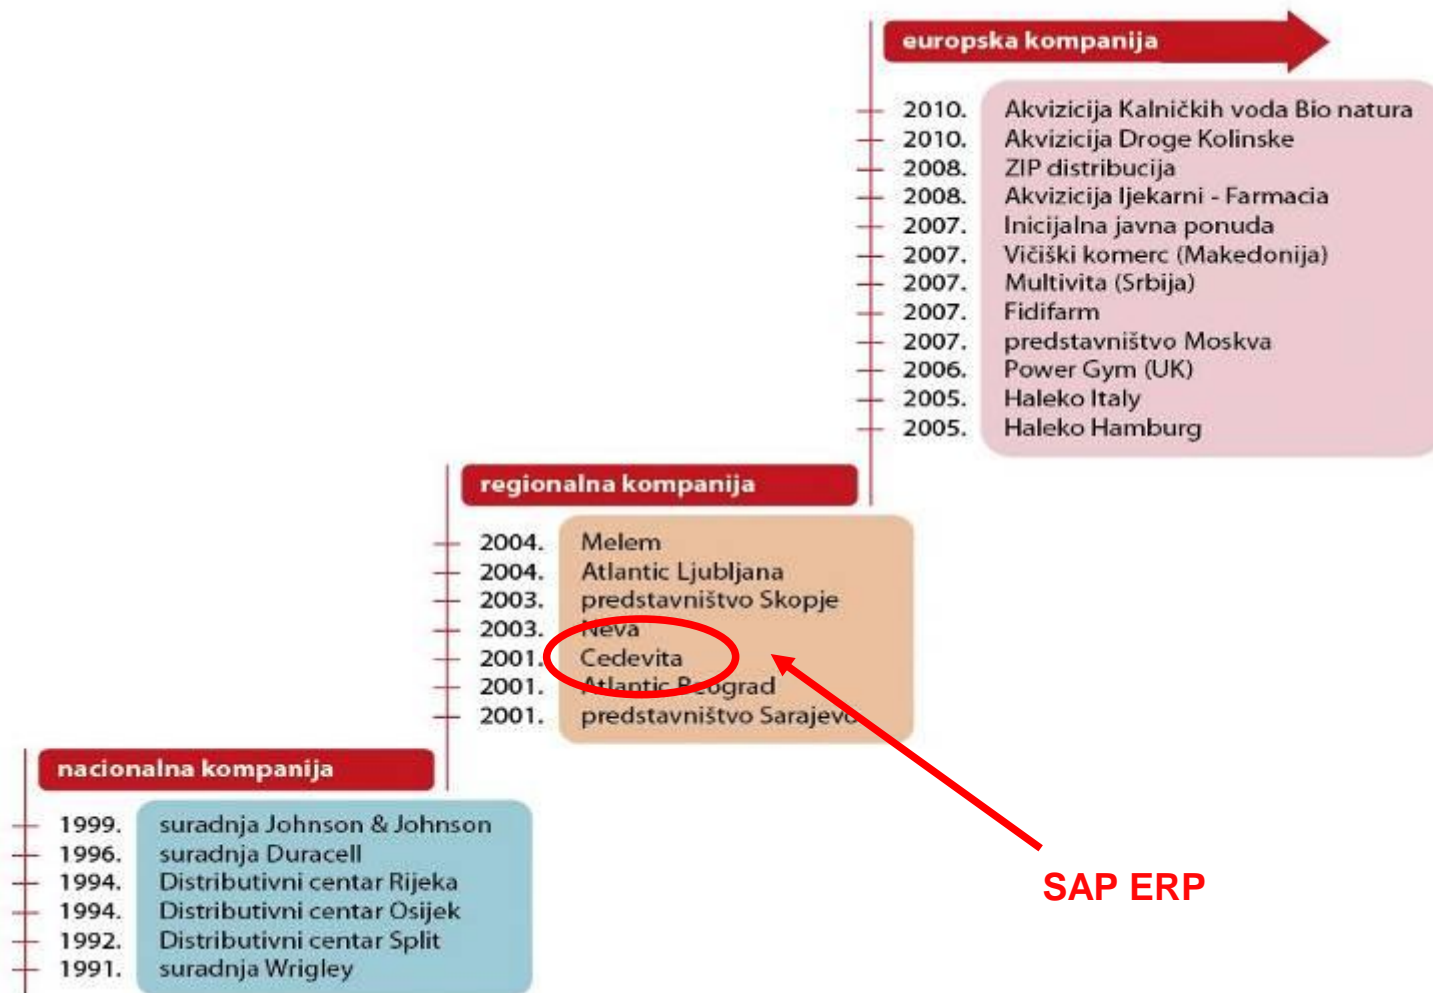 europska kompanija
2010. Akvizicija Kalničkih voda Bio natura
2010. Akvizicija Droge Kolinske
2008. ZIP distribucija
2008. Akvizicija ljekarni - Farmacia
2007. Inicijalna javna ponuda
2007. Vičiški komerc (Makedonija)
2007. Multivita (Srbija)
2007. Fidifarm
2007. predstavništvo Moskva
2006. Power Gym (UK)
2005. Haleko Italy
2005. Haleko Hamburg
regionalna kompanija
2004. Melem
2004. Atlantic Ljubljana
2003. predstavništvo Skopje
2003. Neva
2001. Cedevita
2001. Atlantic Beograd
2001. predstavništvo Sarajevo
nacionalna kompanija
1999. suradnja Johnson & Johnson
1996. suradnja Duracell
1994. Distributivni centar Rijeka
1994. Distributivni centar Osijek
1992. Distributivni centar Split
1991. suradnja Wrigley
SAP ERP